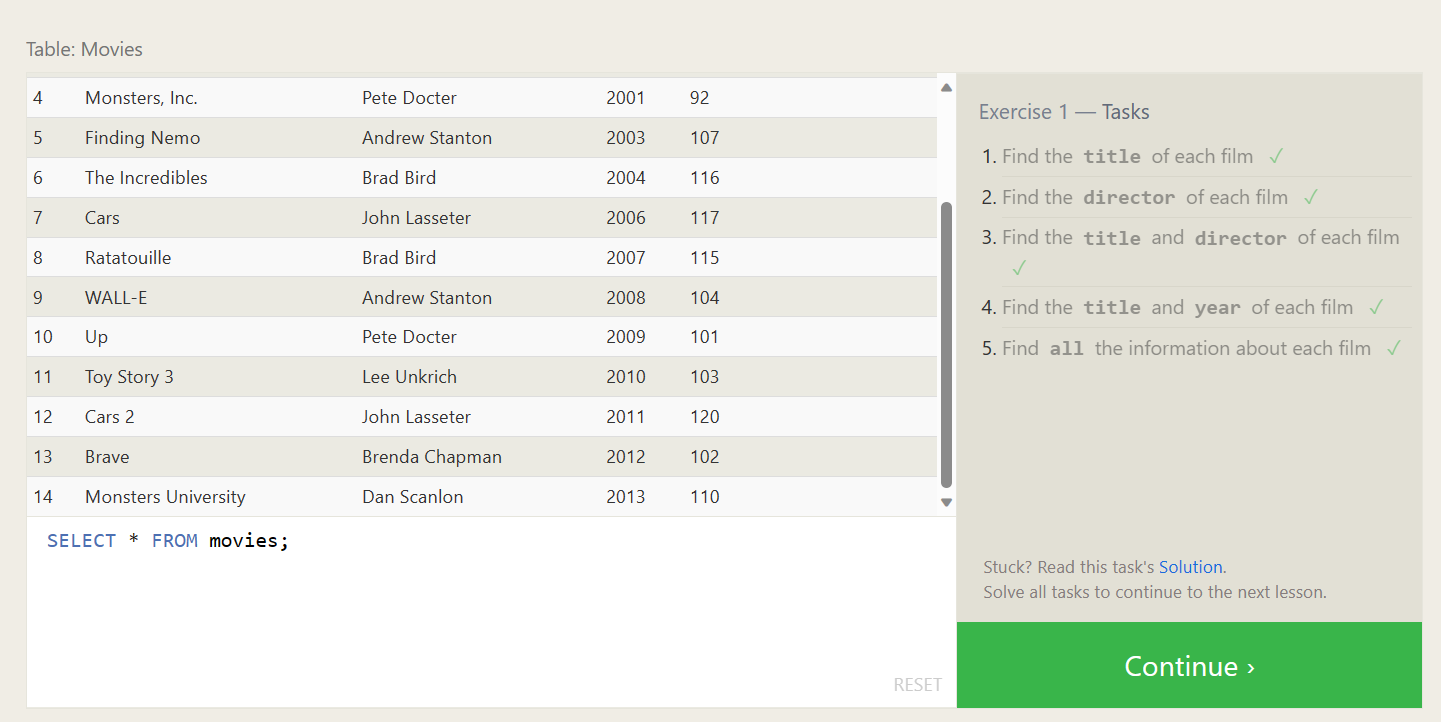 Table: Movies
4 Monsters, Inc. Pete Docter 2001 92
5 Finding Nemo Andrew Stanton 2003 107
6 The Incredibles Brad Bird 2004 116
7 Cars John Lasseter 2006 117
8 Ratatouille Brad Bird 2007 115
9 WALL-E Andrew Stanton 2008 104
10 Up Pete Docter 2009 101
11 Toy Story 3 Lee Unkrich 2010 103
12 Cars 2 John Lasseter 2011 120
13 Brave Brenda Chapman 2012 102
14 Monsters University Dan Scanlon 2013 110
SELECT * FROM movies;
RESET
Exercise 1 — Tasks
1. Find the title of each film ✓
2. Find the director of each film ✓
3. Find the title and director of each film
✓
4. Find the title and year of each film ✓
5. Find all the information about each film ✓
Stuck? Read this task's Solution.
Solve all tasks to continue to the next lesson.
Continue ›